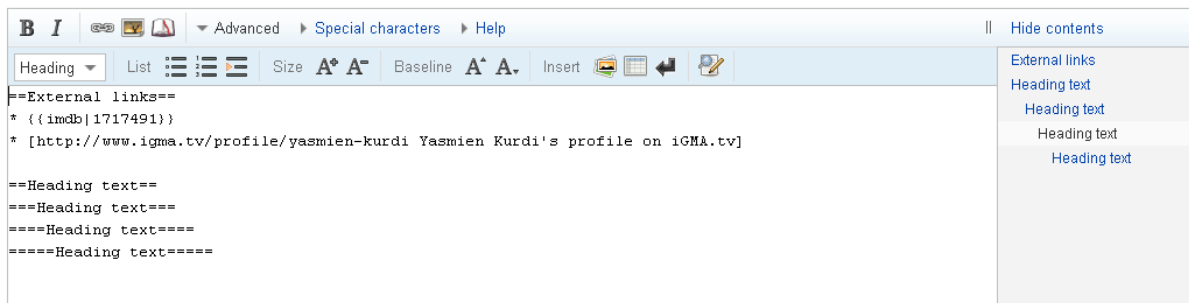 B I Advanced Special characters Help Hide contents
Heading List Size A A Baseline A A Insert
==External links==
* {{imdb|1717491}}
* [http://www.igma.tv/profile/yasmien-kurdi Yasmien Kurdi's profile on iGMA.tv]
==Heading text==
===Heading text===
====Heading text====
=====Heading text=====
External links
Heading text
Heading text
Heading text
Heading text